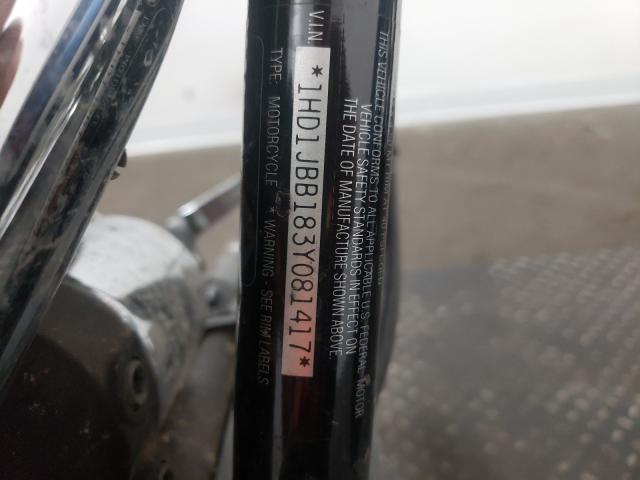 V.I.N.
*1HD1JBB183Y081417*
TYPE: MOTORCYCLE * WARNING - SEE RIM LABELS
THIS VEHICLE CONFORMS TO ALL APPLICABLE U.S. FEDERAL MOTOR
VEHICLE SAFETY STANDARDS IN EFFECT ON
THE DATE OF MANUFACTURE SHOWN ABOVE.